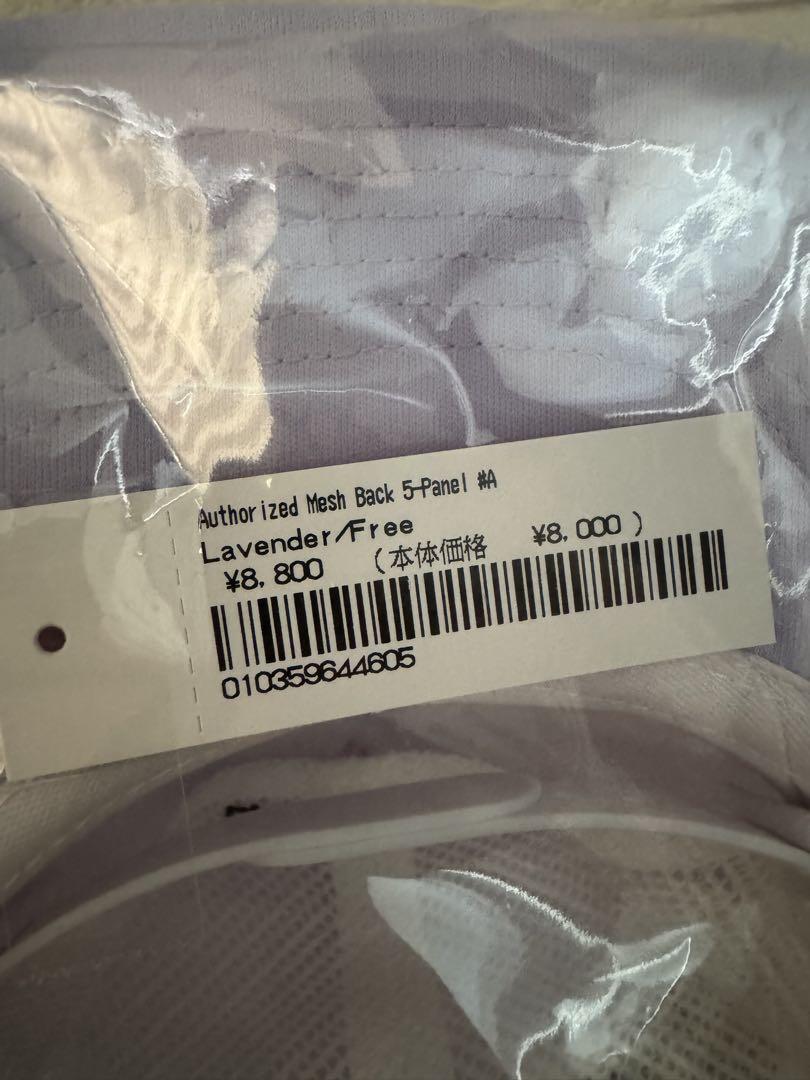 Authorized Mesh Back 5-Panel #A
Lavender/Free
¥8,800 (本体価格 ¥8,000)
010359644605